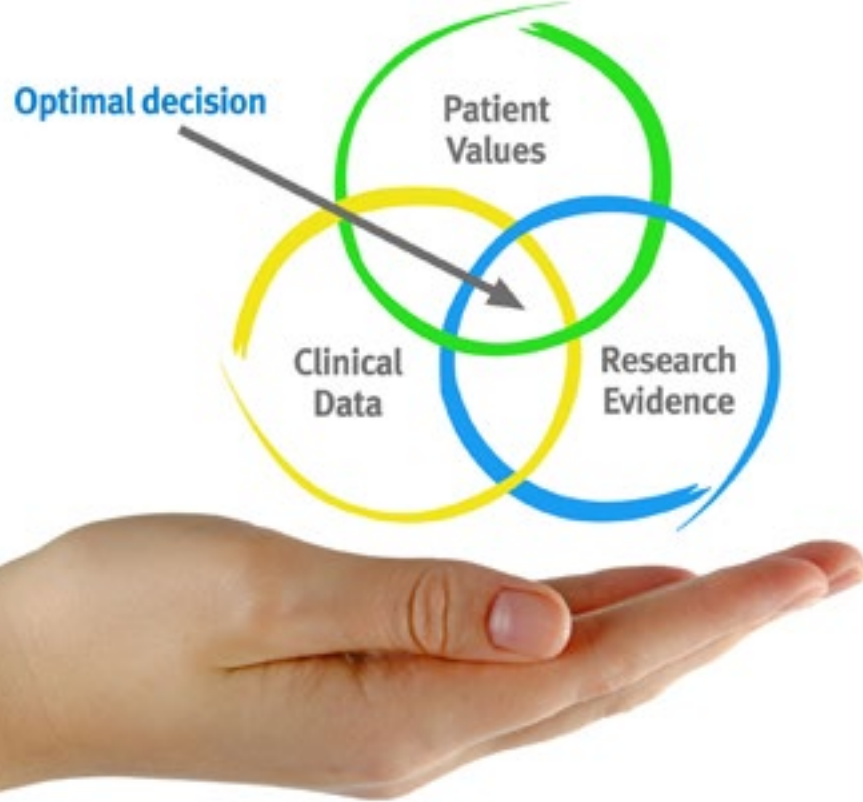 Optimal decision
Patient
Values
Clinical
Data
Research
Evidence